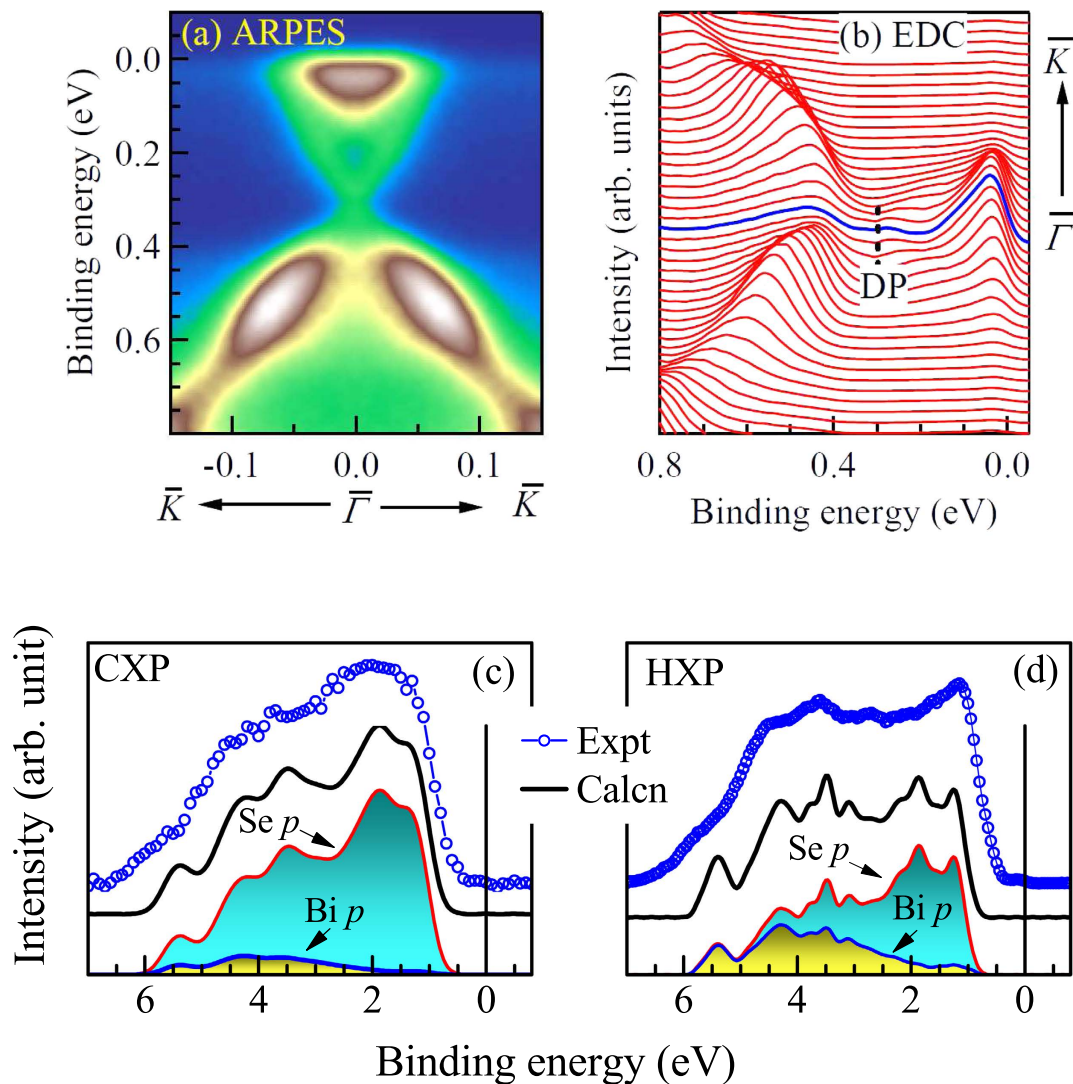 (a) ARPES
0.0
0.2
0.4
0.6
Binding energy (eV)
-0.1 0.0 0.1
K̅ Γ̅ K̅
(b) EDC
Intensity (arb. units)
DP
K̅
Γ̅
0.8 0.4 0.0
Binding energy (eV)
CXP (c)
Intensity (arb. unit)
Se p
Bi p
6 4 2 0
Expt
Calcn
HXP (d)
Se p
Bi p
6 4 2 0
Binding energy (eV)